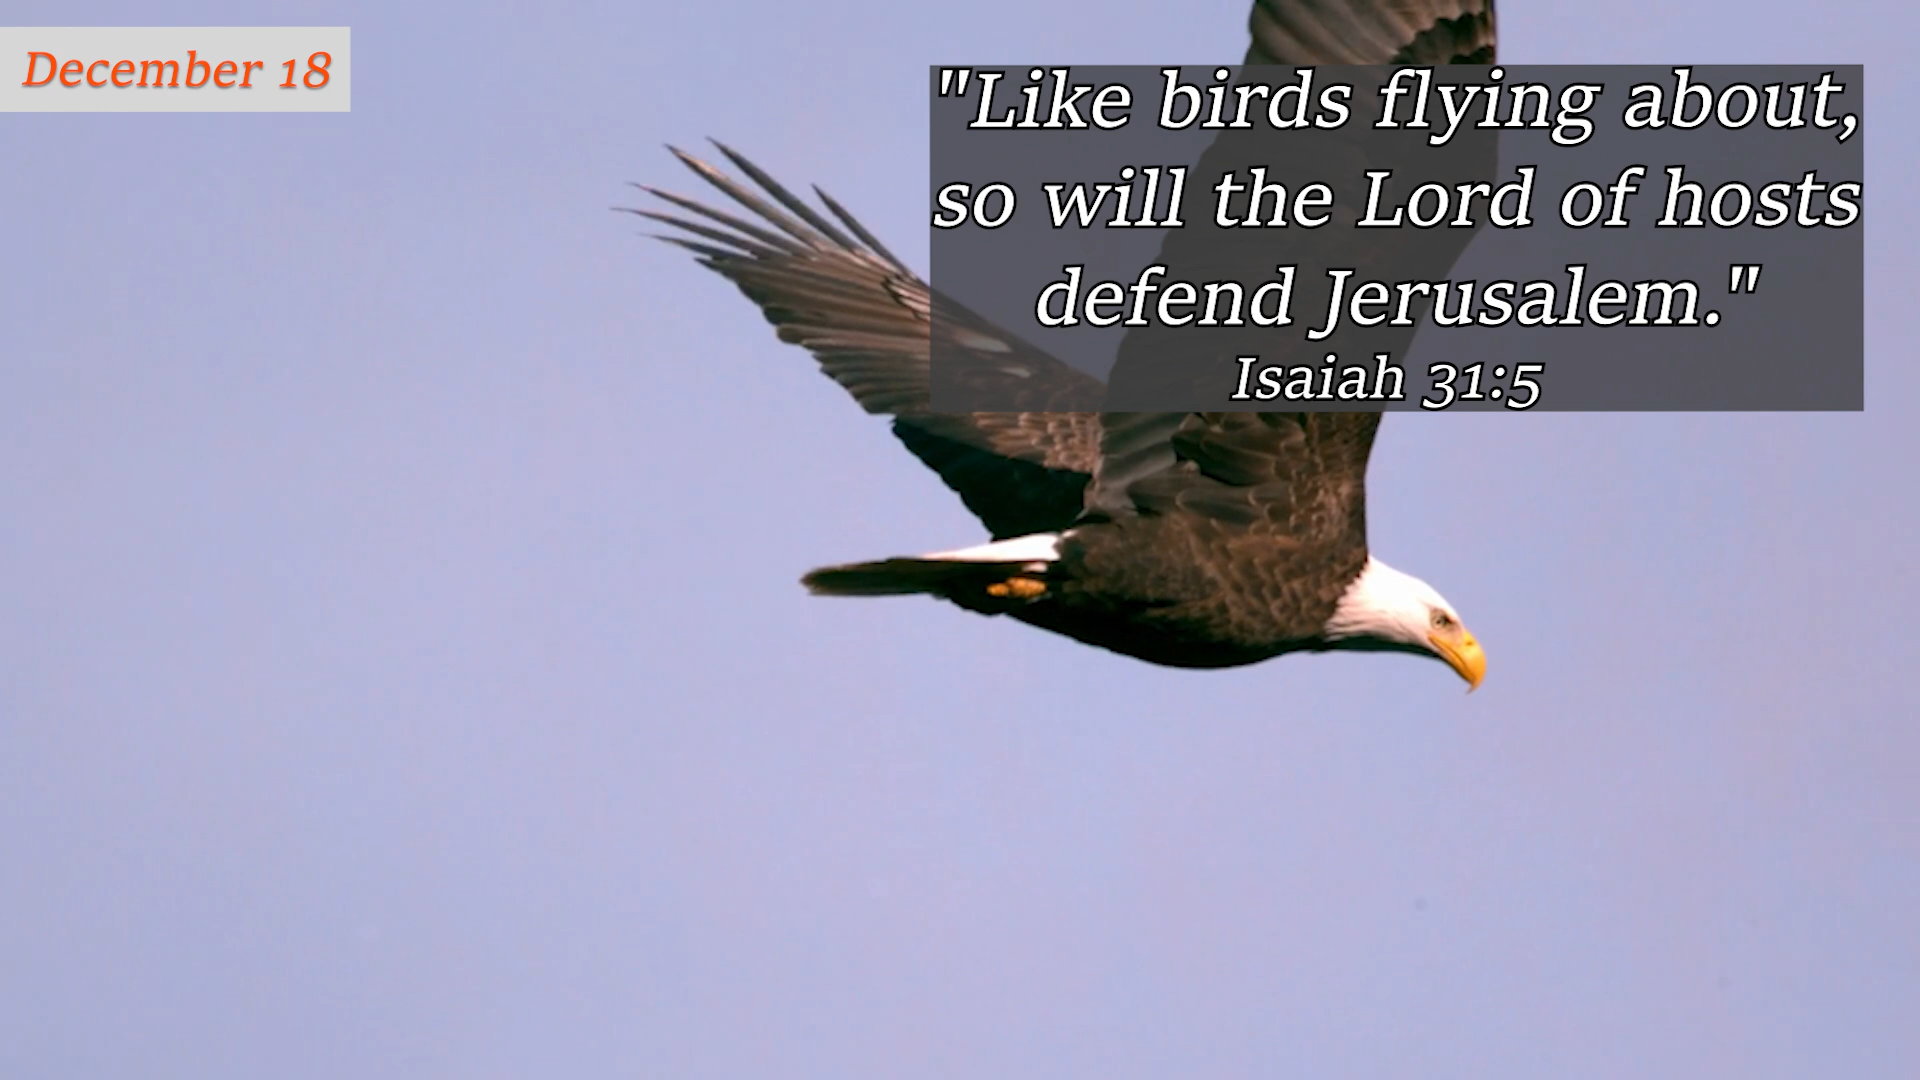 December 18
"Like birds flying about,
so will the Lord of hosts
defend Jerusalem."
Isaiah 31:5